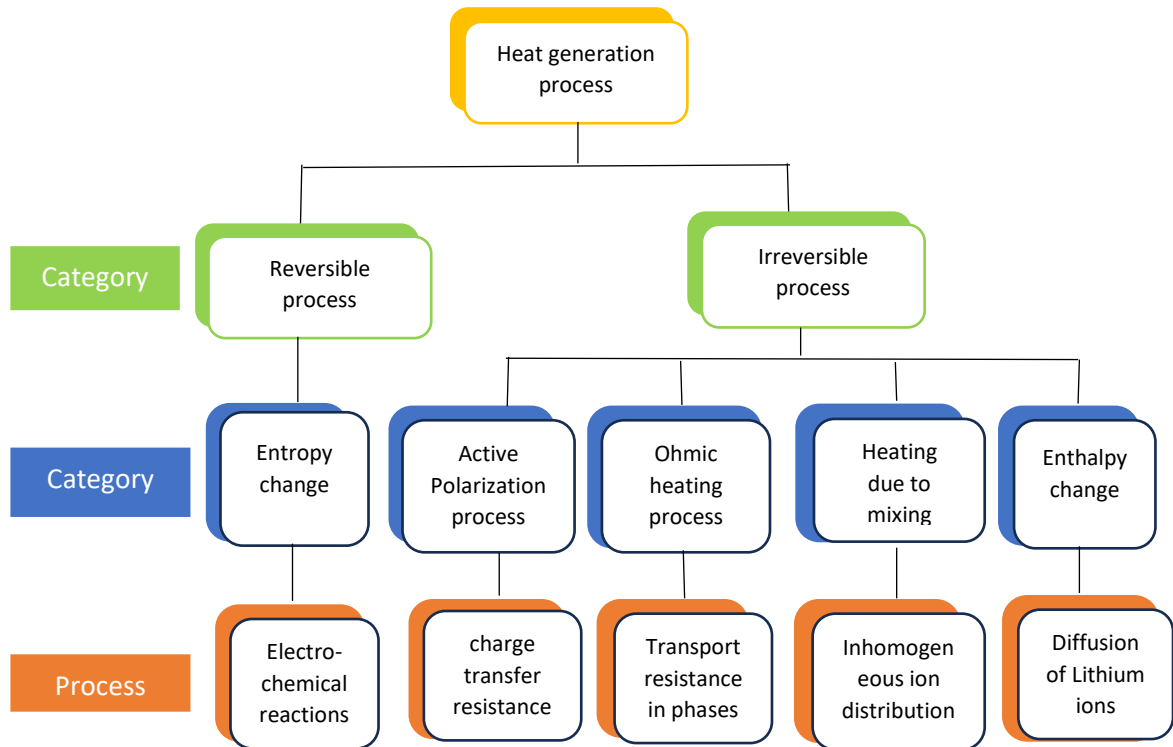 Heat generation
process
Category
Reversible
process
Irreversible
process
Category
Entropy
change
Active
Polarization
process
Ohmic
heating
process
Heating
due to
mixing
Enthalpy
change
Process
Electro-
chemical
reactions
charge
transfer
resistance
Transport
resistance
in phases
Inhomogen
eous ion
distribution
Diffusion
of Lithium
ions